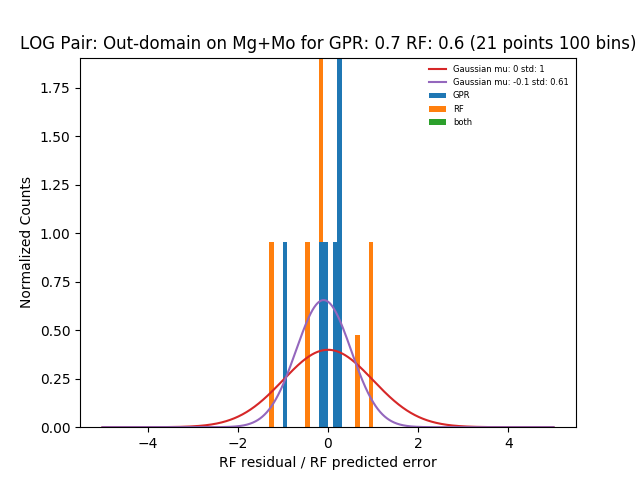 LOG Pair: Out-domain on Mg+Mo for GPR: 0.7 RF: 0.6 (21 points 100 bins)
Gaussian mu: 0 std: 1
Gaussian mu: -0.1 std: 0.61
GPR
RF
both
Normalized Counts
1.75
1.50
1.25
1.00
0.75
0.50
0.25
0.00
−4
−2
0
2
4
RF residual / RF predicted error